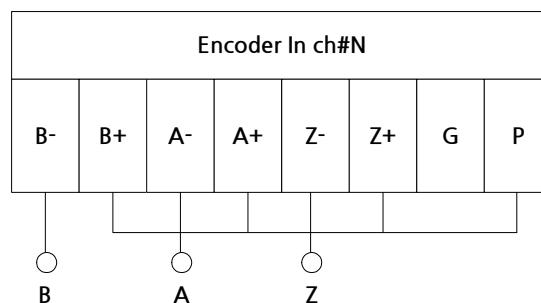 Encoder In ch#N
B- B+ A- A+ Z- Z+ G P
B A Z